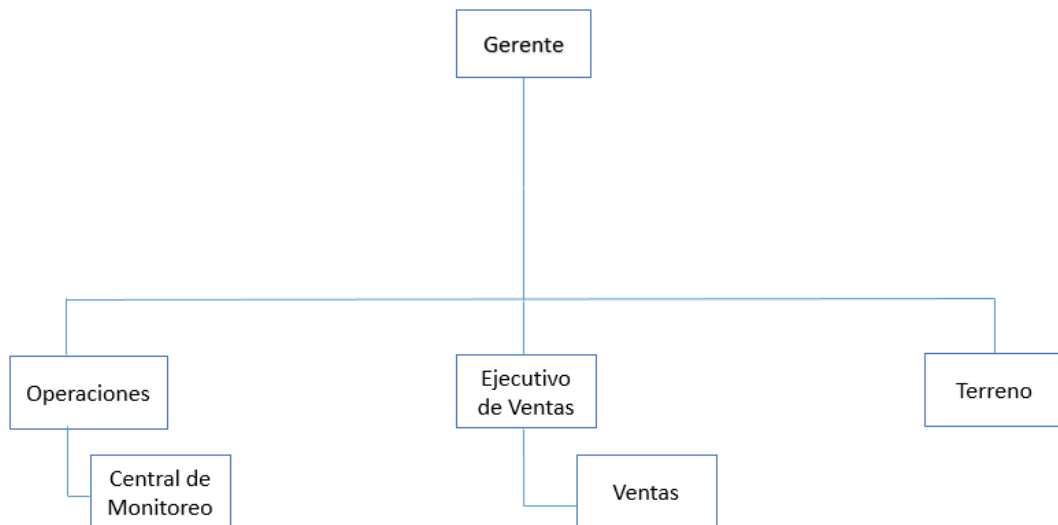 Gerente
Operaciones
Ejecutivo
de Ventas
Terreno
Central de
Monitoreo
Ventas